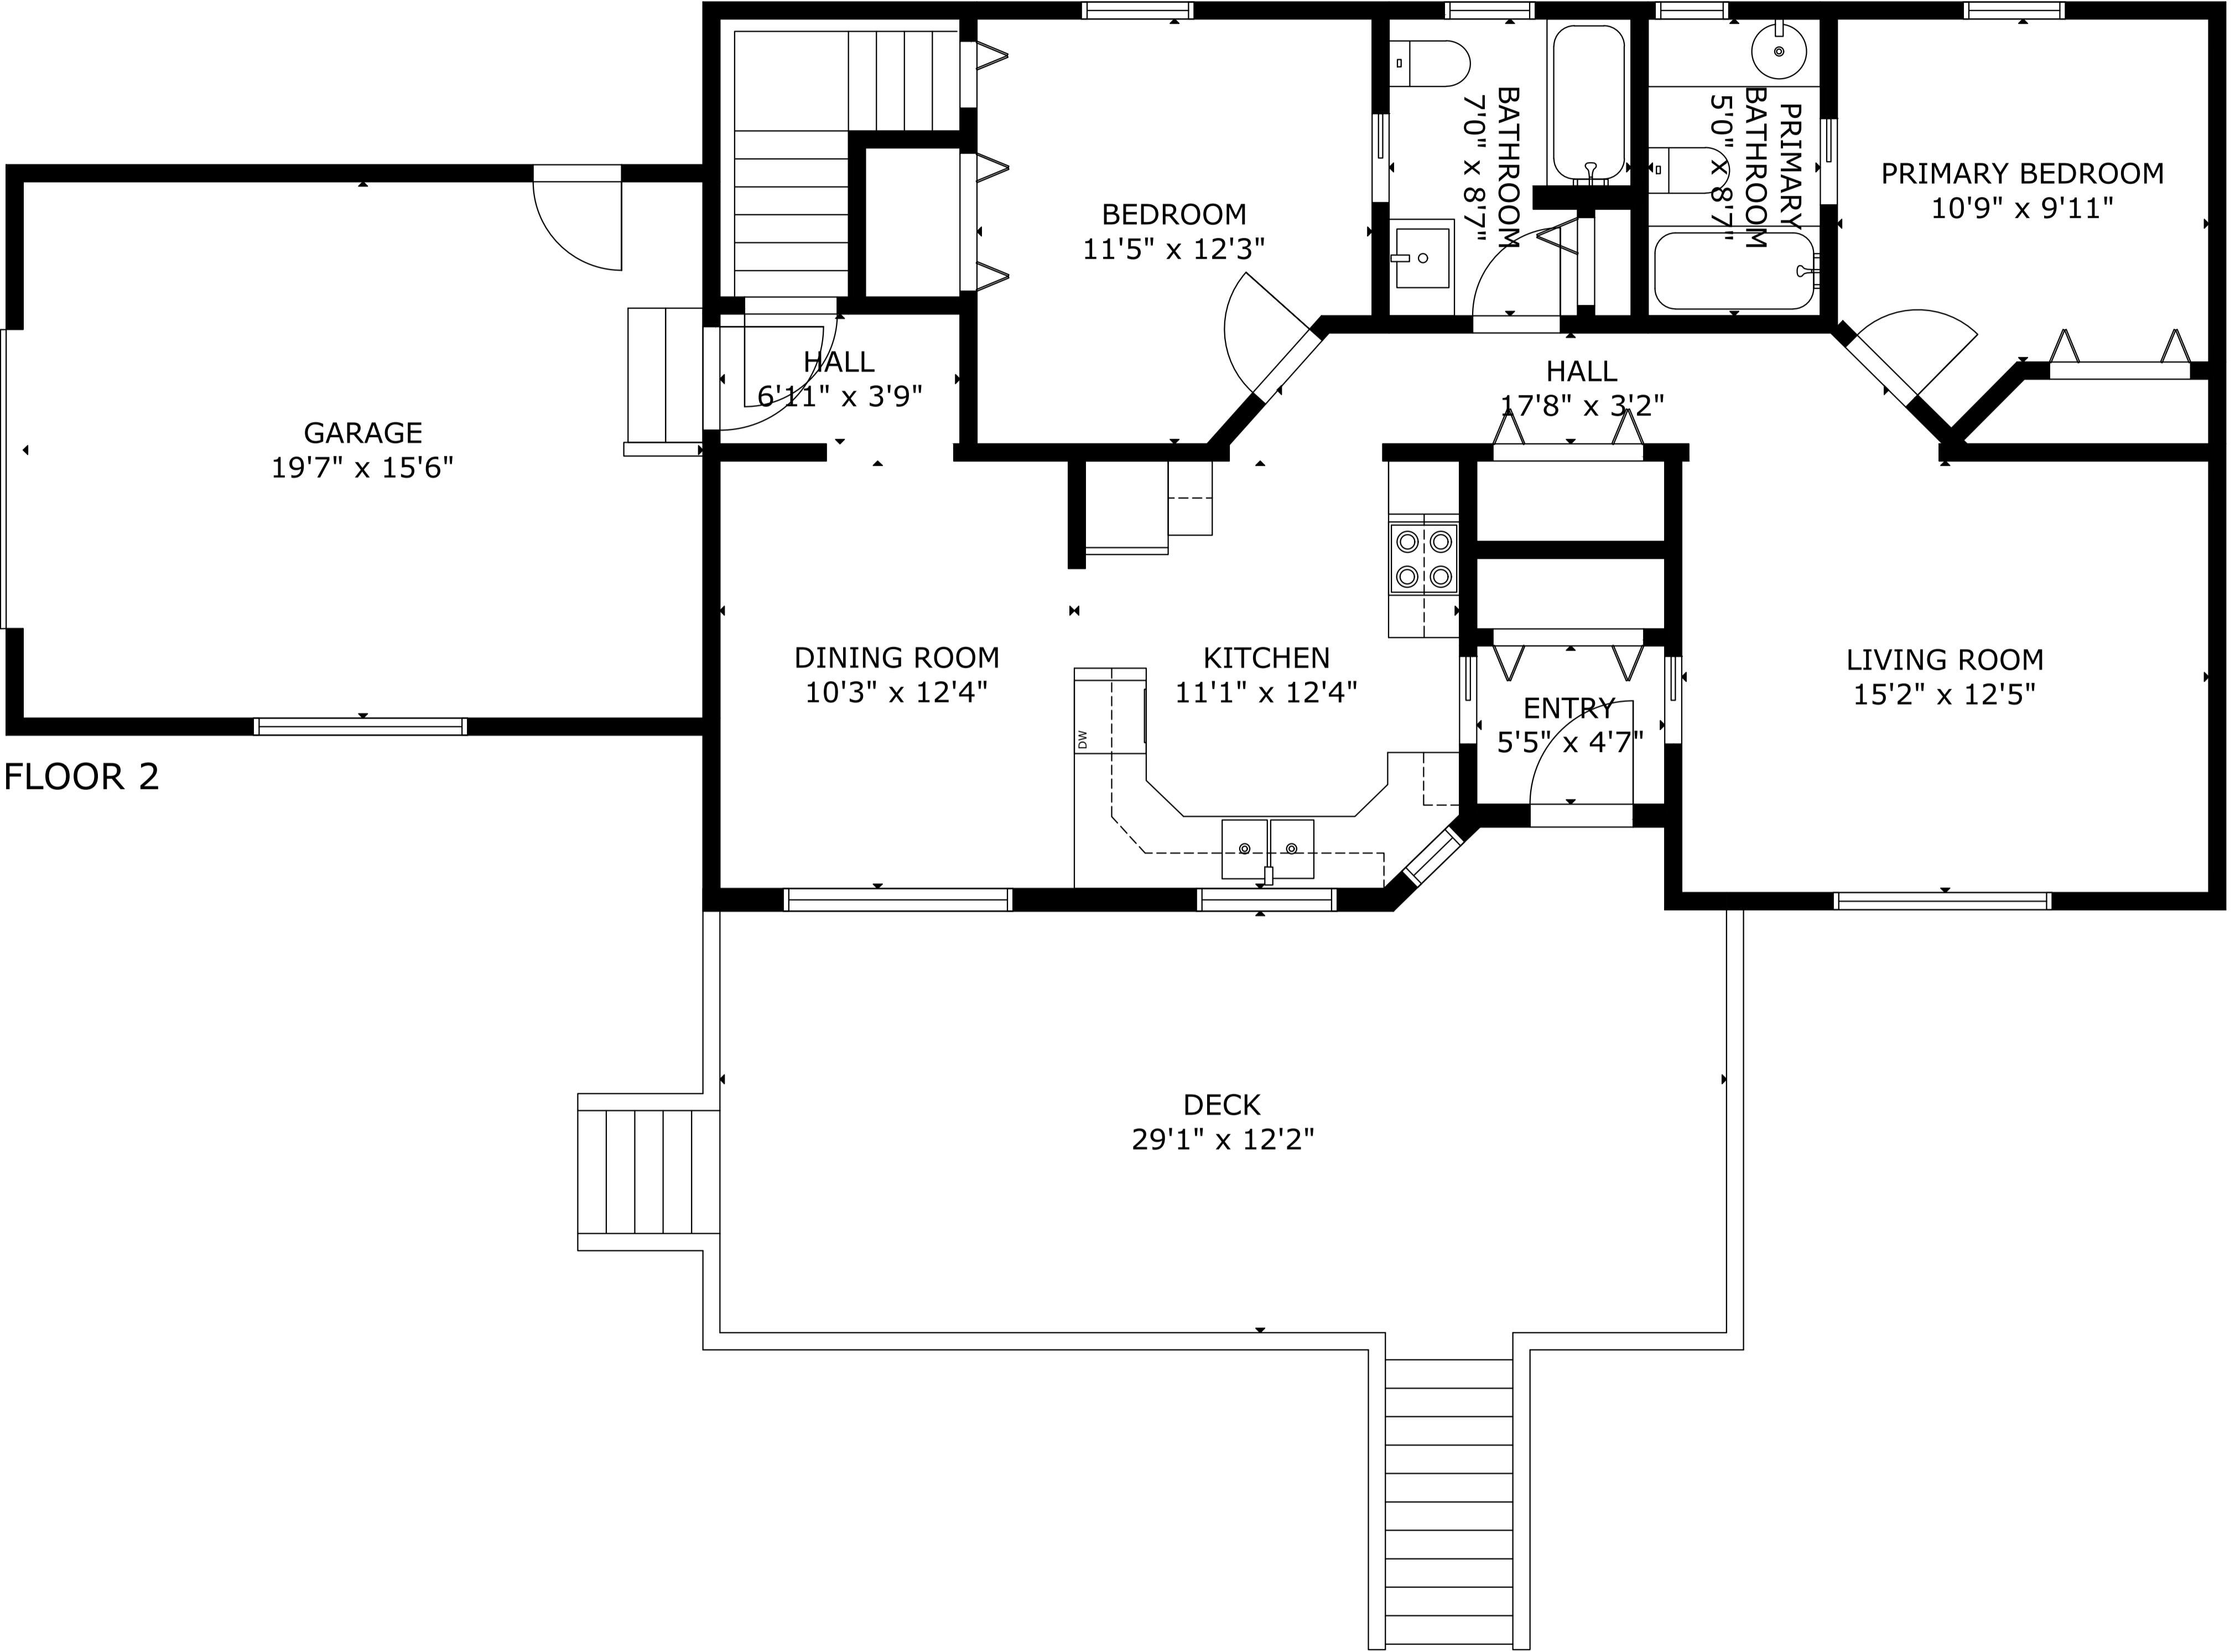 BATHROOM
7'0" x 8'7"
PRIMARY
BATHROOM
5'0" x 8'7"
PRIMARY BEDROOM
10'9" x 9'11"
BEDROOM
11'5" x 12'3"
HALL
6'11" x 3'9"
HALL
17'8" x 3'2"
GARAGE
19'7" x 15'6"
DINING ROOM
10'3" x 12'4"
KITCHEN
11'1" x 12'4"
LIVING ROOM
15'2" x 12'5"
ENTRY
5'5" x 4'7"
DW
FLOOR 2
DECK
29'1" x 12'2"